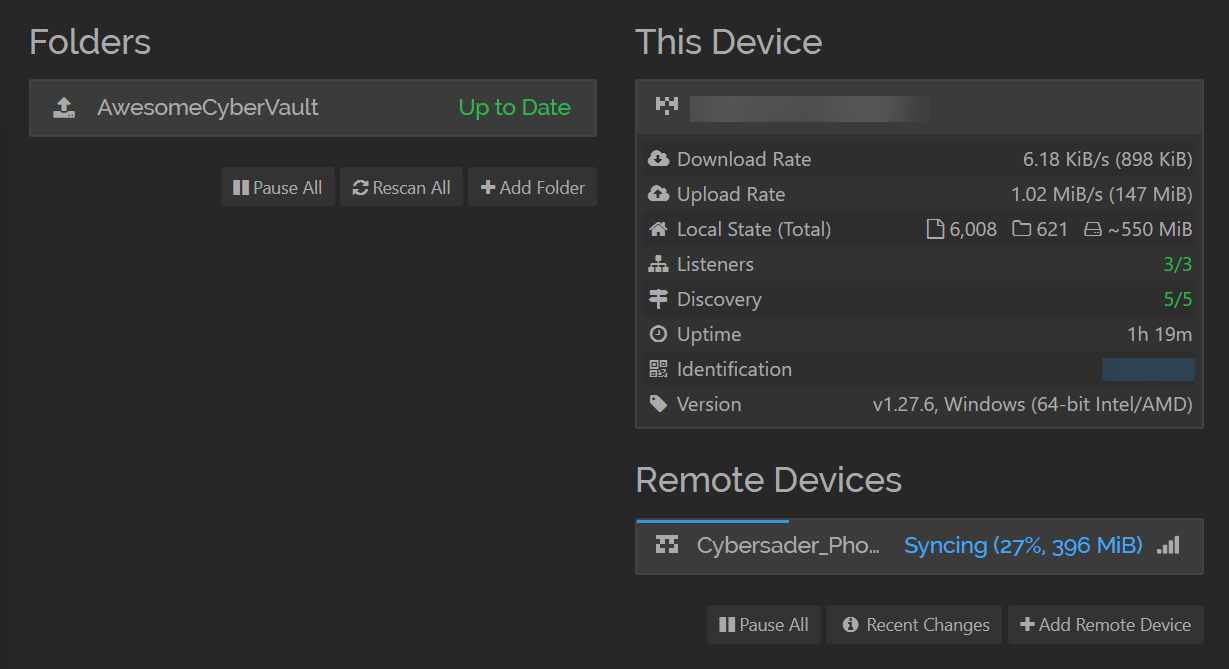 Folders
AwesomeCyberVault Up to Date
Pause All Rescan All Add Folder
This Device
Download Rate 6.18 KiB/s (898 KiB)
Upload Rate 1.02 MiB/s (147 MiB)
Local State (Total) 6,008 621 ~550 MiB
Listeners 3/3
Discovery 5/5
Uptime 1h 19m
Identification
Version v1.27.6, Windows (64-bit Intel/AMD)
Remote Devices
Cybersader_Pho... Syncing (27%, 396 MiB)
Pause All Recent Changes Add Remote Device